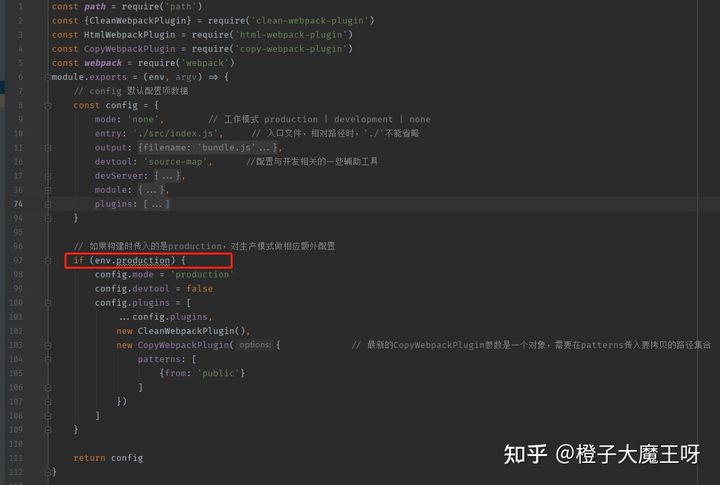 1 const path = require('path')
2 const {CleanWebpackPlugin} = require('clean-webpack-plugin')
3 const HtmlWebpackPlugin = require('html-webpack-plugin')
4 const CopyWebpackPlugin = require('copy-webpack-plugin')
5 const webpack = require('webpack')
6 module.exports = (env, argv) => {
7 // config 默认配置项数据
8 const config = {
9 mode: 'none', // 工作模式 production | development | none
10 entry: './src/index.js', // 入口文件，相对路径时，'./'不能省略
11 output: {filename: 'bundle.js'...},
16 devtool: 'source-map', //配置与开发相关的一些辅助工具
17 devServer: {...},
36 module: {...},
74 plugins: [...]
94 }
95
96 // 如果构建时传入的是production，对生产模式做相应额外配置
97 if (env.production) {
98 config.mode = 'production'
99 config.devtool = false
100 config.plugins = [
101 ...config.plugins,
102 new CleanWebpackPlugin(),
103 new CopyWebpackPlugin( options: { // 最新的CopyWebpackPlugin参数是一个对象，需要在patterns传入要拷贝的路径集合
104 patterns: [
105 {from: 'public'}
106 ]
107 })
108 ]
109 }
110
111 return config
112 }
知乎 @橙子大魔王呀